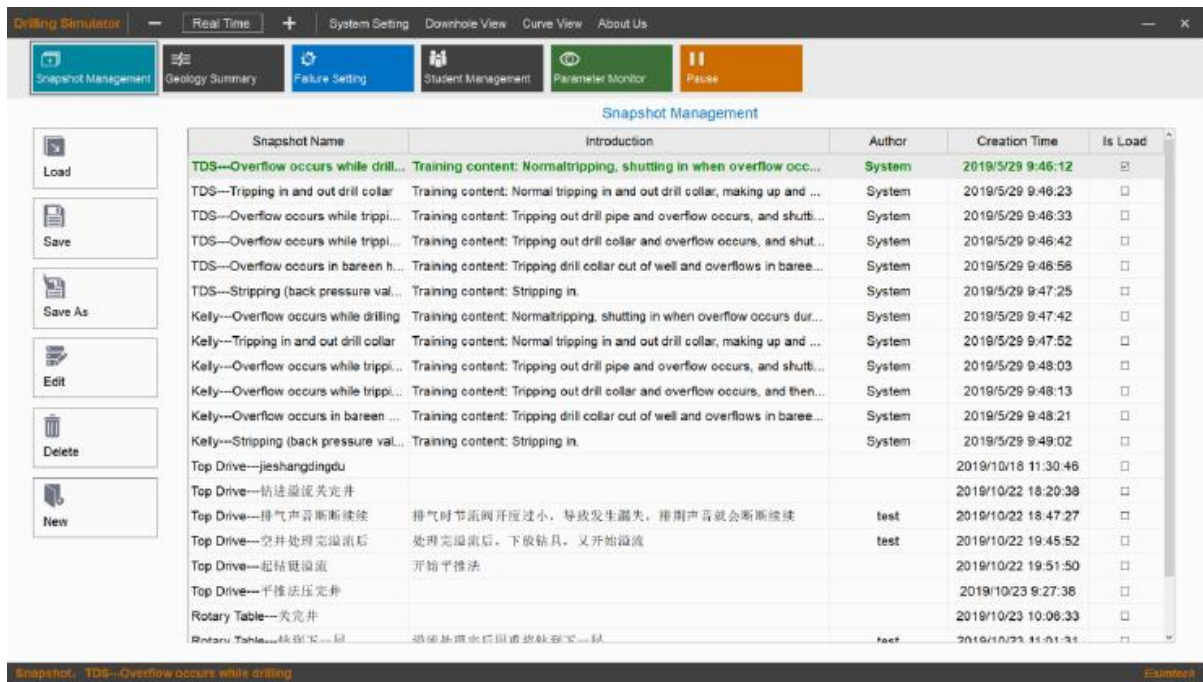 Drilling Simulator Real Time System Setting Downhole View Curve View About Us
Snapshot Management Geology Summary Failure Setting Student Management Parameter Monitor Pause
Snapshot Management
Snapshot Name Introduction Author Creation Time Is Load
TDS---Overflow occurs while drill... Training content: Normaltripping, shutting in when overflow occ... System 2019/5/29 9:46:12
TDS---Tripping in and out drill collar Training content: Normal tripping in and out drill collar, making up and ... System 2019/5/29 9:46:23
TDS---Overflow occurs while trippi... Training content: Tripping out drill pipe and overflow occurs, and shutti... System 2019/5/29 9:46:33
TDS---Overflow occurs while trippi... Training content: Tripping out drill collar and overflow occurs, and shut... System 2019/5/29 9:46:42
TDS---Overflow occurs in bareen h... Training content: Tripping drill collar out of well and overflows in baree... System 2019/5/29 9:46:56
TDS---Stripping (back pressure val... Training content: Stripping in. System 2019/5/29 9:47:25
Kelly---Overflow occurs while drilling Training content: Normaltripping, shutting in when overflow occurs dur... System 2019/5/29 9:47:42
Kelly---Tripping in and out drill collar Training content: Normal tripping in and out drill collar, making up and ... System 2019/5/29 9:47:52
Kelly---Overflow occurs while trippi... Training content: Tripping out drill pipe and overflow occurs, and shutti... System 2019/5/29 9:48:03
Kelly---Overflow occurs while trippi... Training content: Tripping out drill collar and overflow occurs, and then... System 2019/5/29 9:48:13
Kelly---Overflow occurs in bareen ... Training content: Tripping drill collar out of well and overflows in baree... System 2019/5/29 9:48:21
Kelly---Stripping (back pressure val... Training content: Stripping in. System 2019/5/29 9:49:02
Top Drive---jieshangdingdu 2019/10/18 11:30:46
Top Drive---钻进溢流关完井 2019/10/22 18:20:38
Top Drive---排气声音断断续续 排气时节流阀开度过小，导致发生漏失，排期声音就会断断续续 test 2019/10/22 18:47:27
Top Drive---空井处理完溢流后 处理完溢流后，下放钻具，又开始溢流 test 2019/10/22 19:45:52
Top Drive---起钻铤溢流 开始平推法 2019/10/22 19:51:50
Top Drive---平推法压完井 2019/10/23 9:27:38
Rotary Table---关完井 2019/10/23 10:06:33
Rotary Table---钻到下一层 test 2019/10/23 11:01:31
Load
Save
Save As
Edit
Delete
New
Snapshot: TDS---Overflow occurs while drilling Esimtech